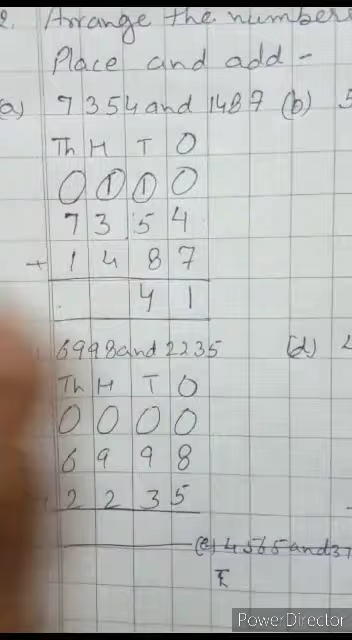 2. Arrange the numbers
Place and add -
(a) 7354 and 1487 (b) 5
Th H T O
0 1 1 0
7 3 5 4
+ 1 4 8 7
4 1
6998 and 2235 (d)
Th H T O
0 0 0 0
6 9 9 8
2 2 3 5
(e) 4565 and 37
₹
PowerDirector